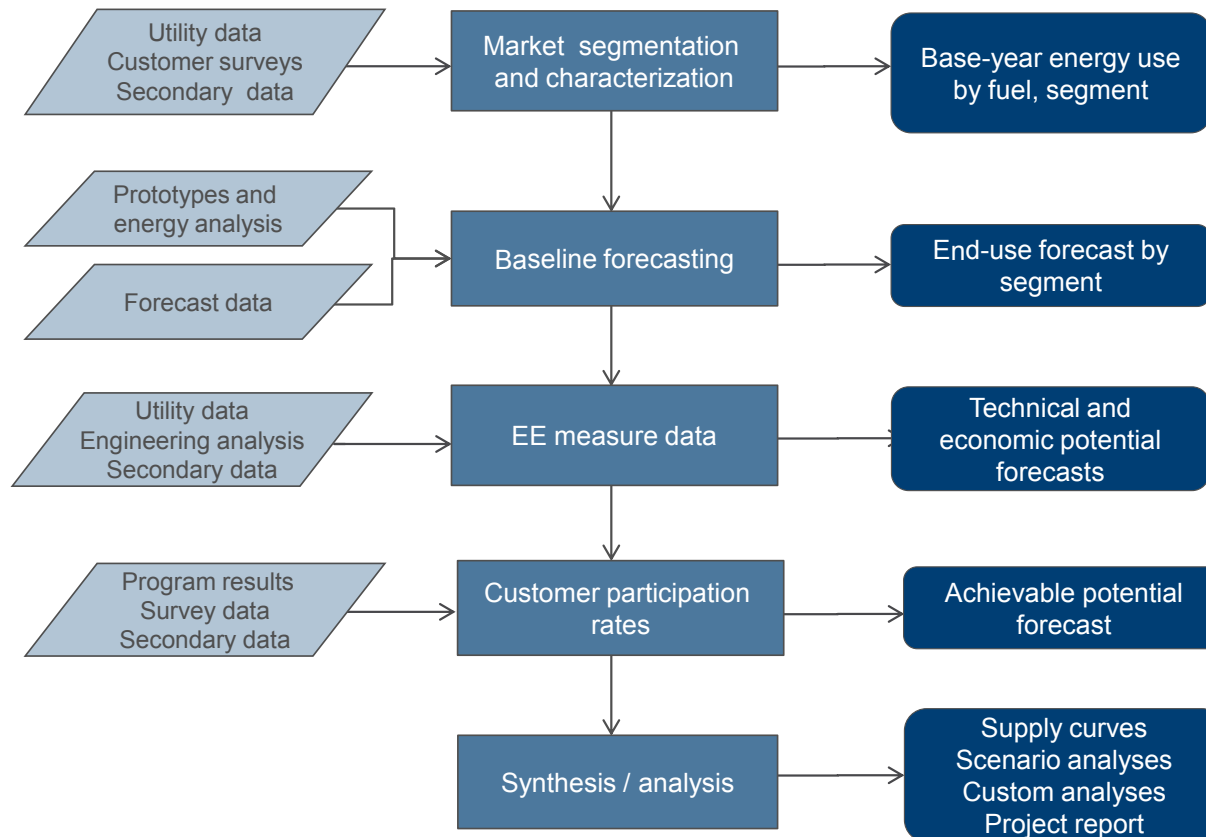 Utility data
Customer surveys
Secondary data
Market segmentation
and characterization
Base-year energy use
by fuel, segment
Prototypes and
energy analysis
Forecast data
Baseline forecasting
End-use forecast by
segment
Utility data
Engineering analysis
Secondary data
EE measure data
Technical and
economic potential
forecasts
Program results
Survey data
Secondary data
Customer participation
rates
Achievable potential
forecast
Synthesis / analysis
Supply curves
Scenario analyses
Custom analyses
Project report